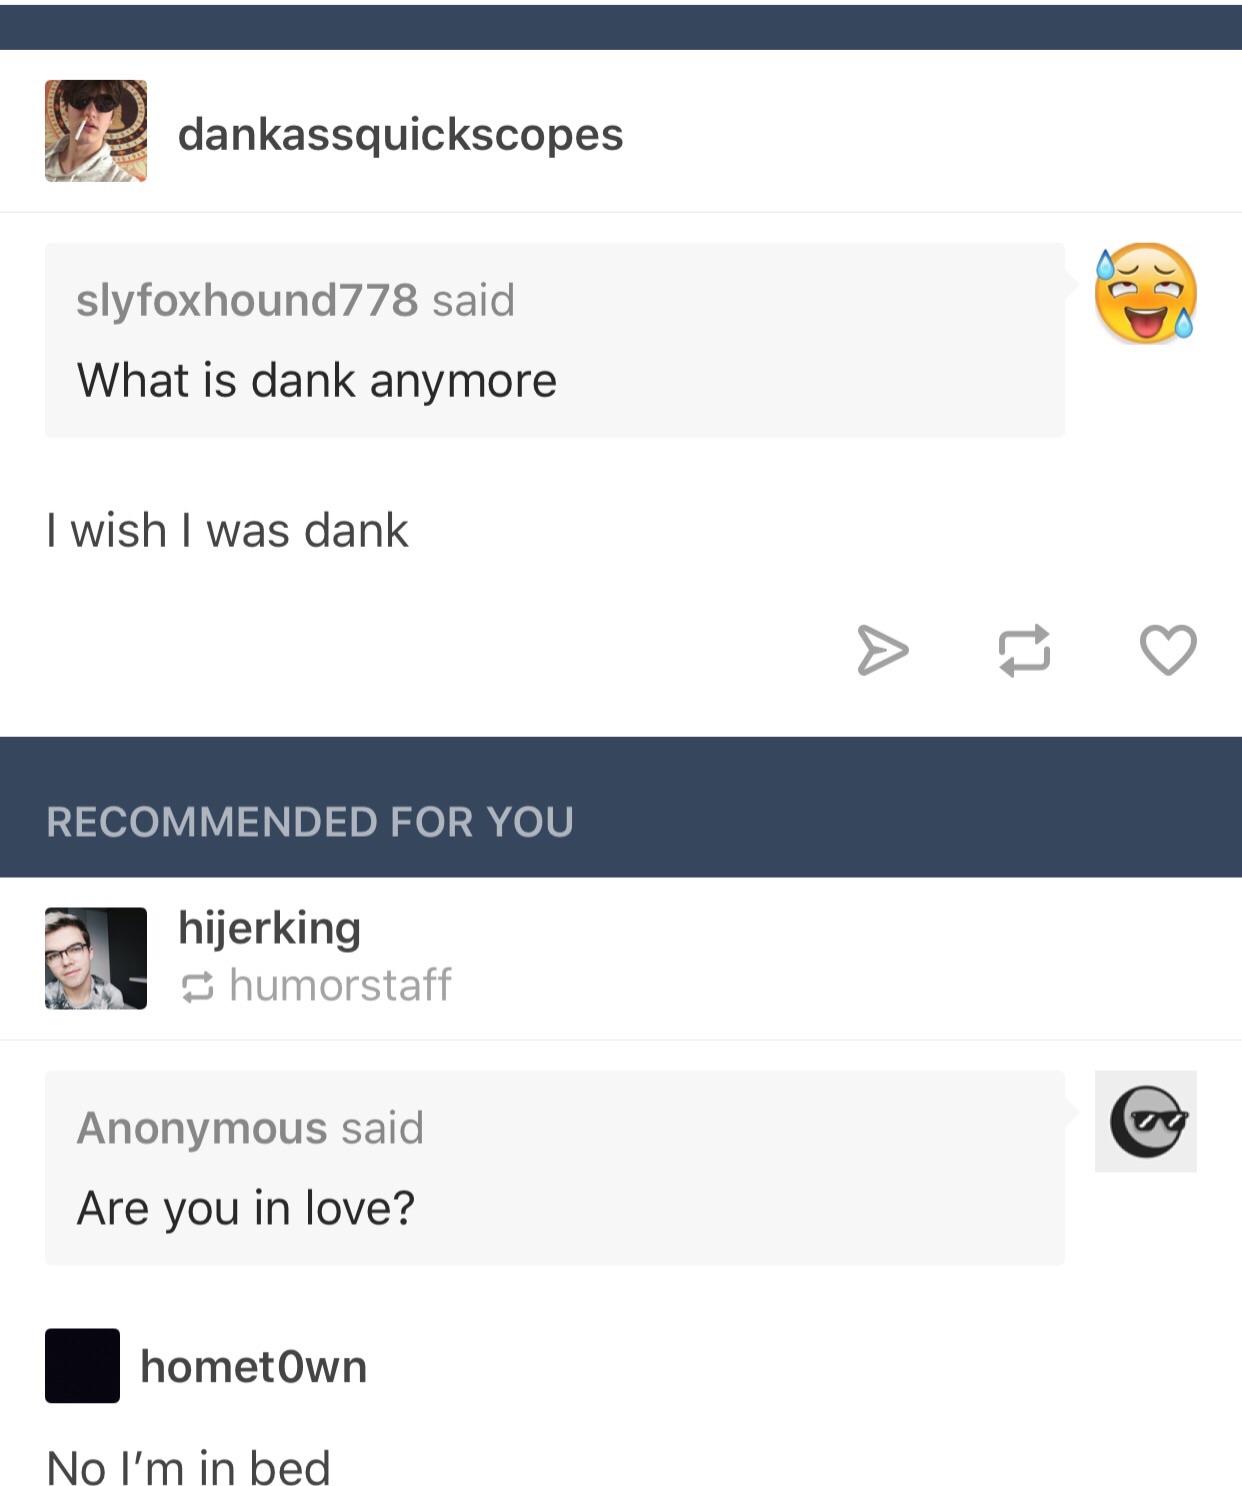 dankassquickscopes
slyfoxhound778 said
What is dank anymore
I wish I was dank
RECOMMENDED FOR YOU
hijerking
humorstaff
Anonymous said
Are you in love?
homet0wn
No I'm in bed